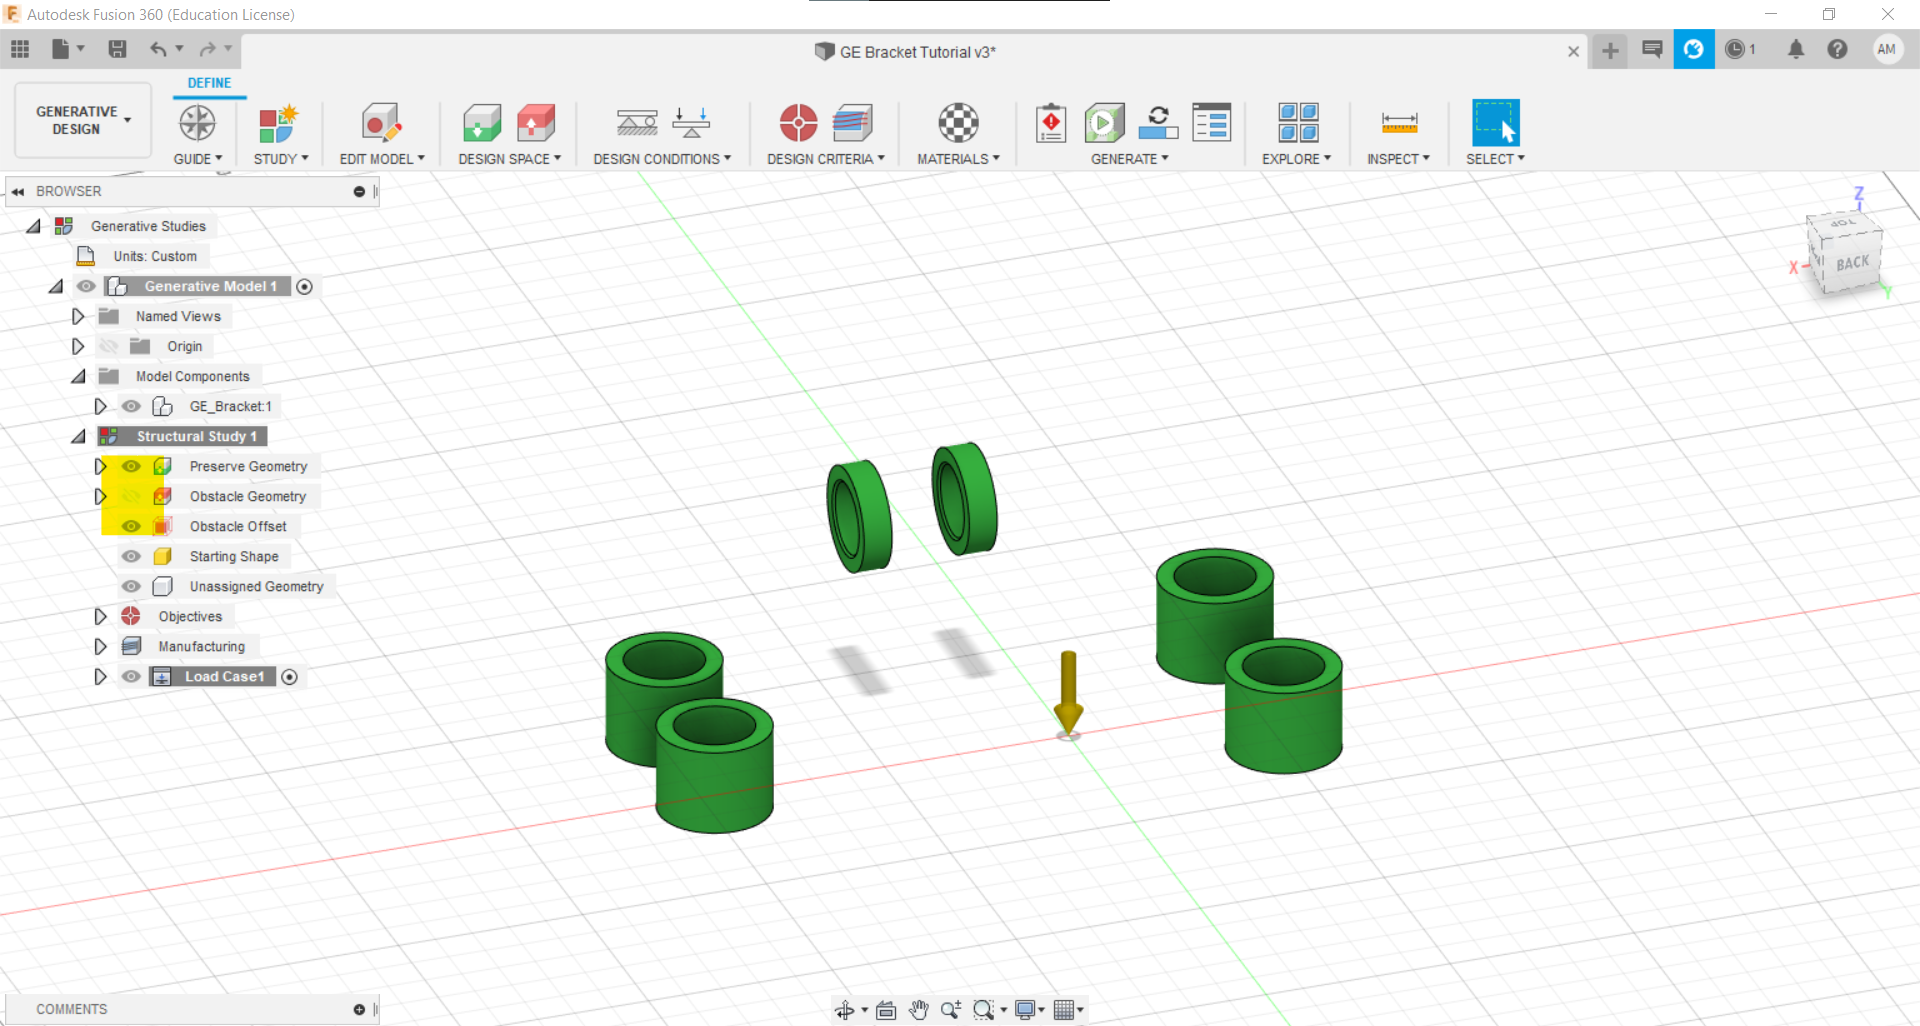 Autodesk Fusion 360 (Education License)
GE Bracket Tutorial v3*
1
AM
DEFINE
GENERATIVE DESIGN
GUIDE
STUDY
EDIT MODEL
DESIGN SPACE
DESIGN CONDITIONS
DESIGN CRITERIA
MATERIALS
GENERATE
EXPLORE
INSPECT
SELECT
BROWSER
Generative Studies
Units: Custom
Generative Model 1
Named Views
Origin
Model Components
GE_Bracket:1
Structural Study 1
Preserve Geometry
Obstacle Geometry
Obstacle Offset
Starting Shape
Unassigned Geometry
Objectives
Manufacturing
Load Case1
Z
TOP
X
BACK
Y
COMMENTS